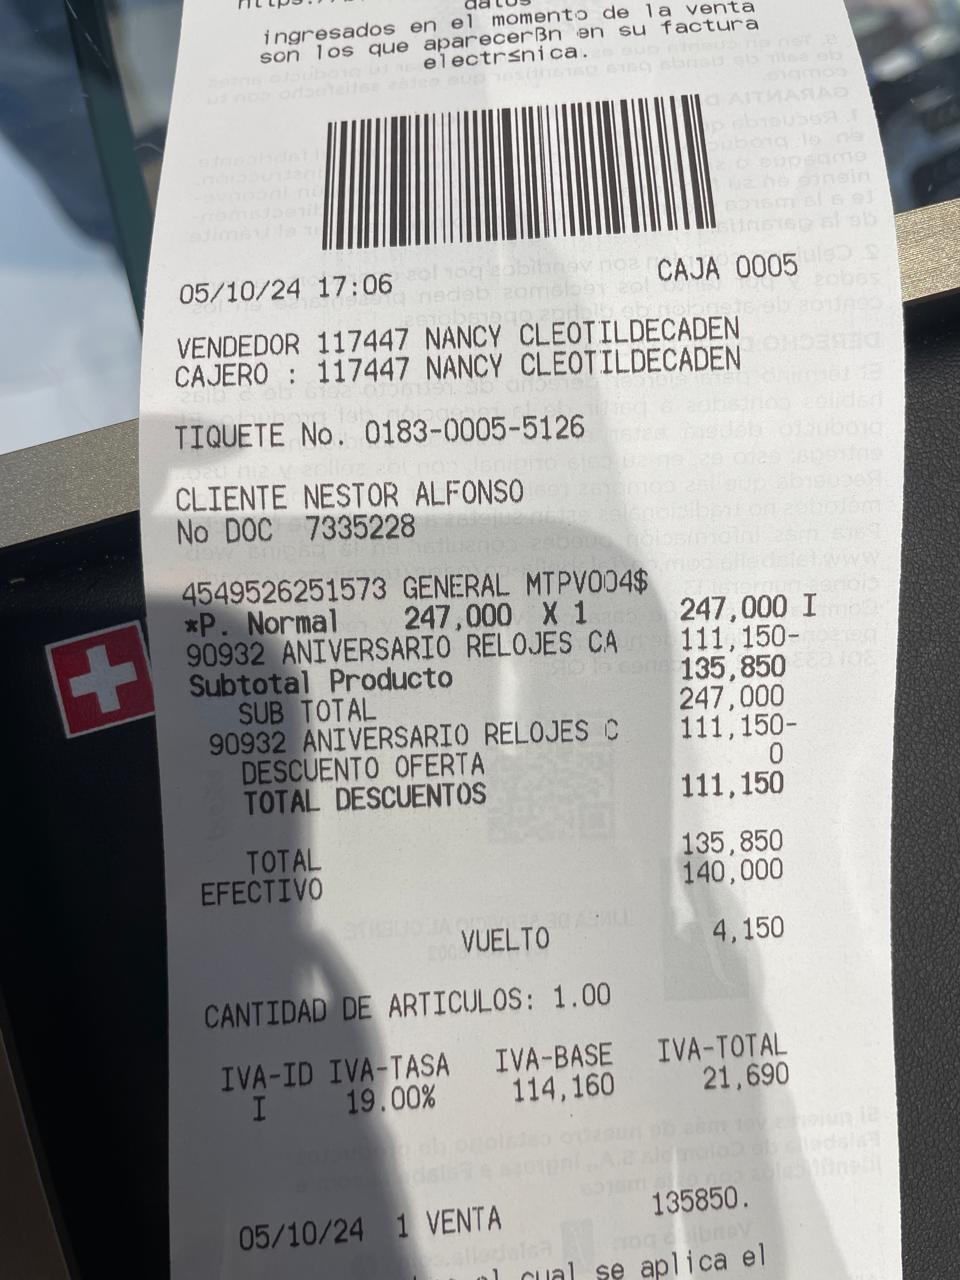 datos
ingresados en el momento de la venta
son los que aparecerßn en su factura
electr≤nica.
05/10/24 17:06 CAJA 0005
VENDEDOR 117447 NANCY CLEOTILDECADEN
CAJERO : 117447 NANCY CLEOTILDECADEN
TIQUETE No. 0183-0005-5126
CLIENTE NESTOR ALFONSO
No DOC 7335228
4549526251573 GENERAL MTPV004$
*P. Normal 247,000 X 1 247,000 I
90932 ANIVERSARIO RELOJES CA 111,150-
Subtotal Producto 135,850
SUB TOTAL 247,000
90932 ANIVERSARIO RELOJES C 111,150-
DESCUENTO OFERTA 0
TOTAL DESCUENTOS 111,150
TOTAL 135,850
EFECTIVO 140,000
VUELTO 4,150
CANTIDAD DE ARTICULOS: 1.00
IVA-ID IVA-TASA IVA-BASE IVA-TOTAL
I 19.00% 114,160 21,690
05/10/24 1 VENTA 135850.
el cual se aplica el